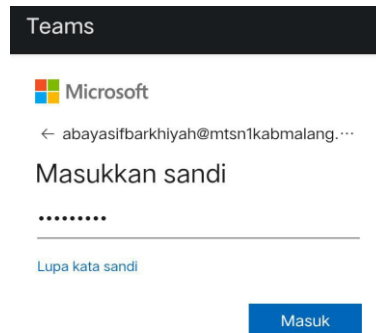 Teams
Microsoft
← abayasifbarkhiyah@mtsn1kabmalang.···
Masukkan sandi
•••••••••
Lupa kata sandi
Masuk